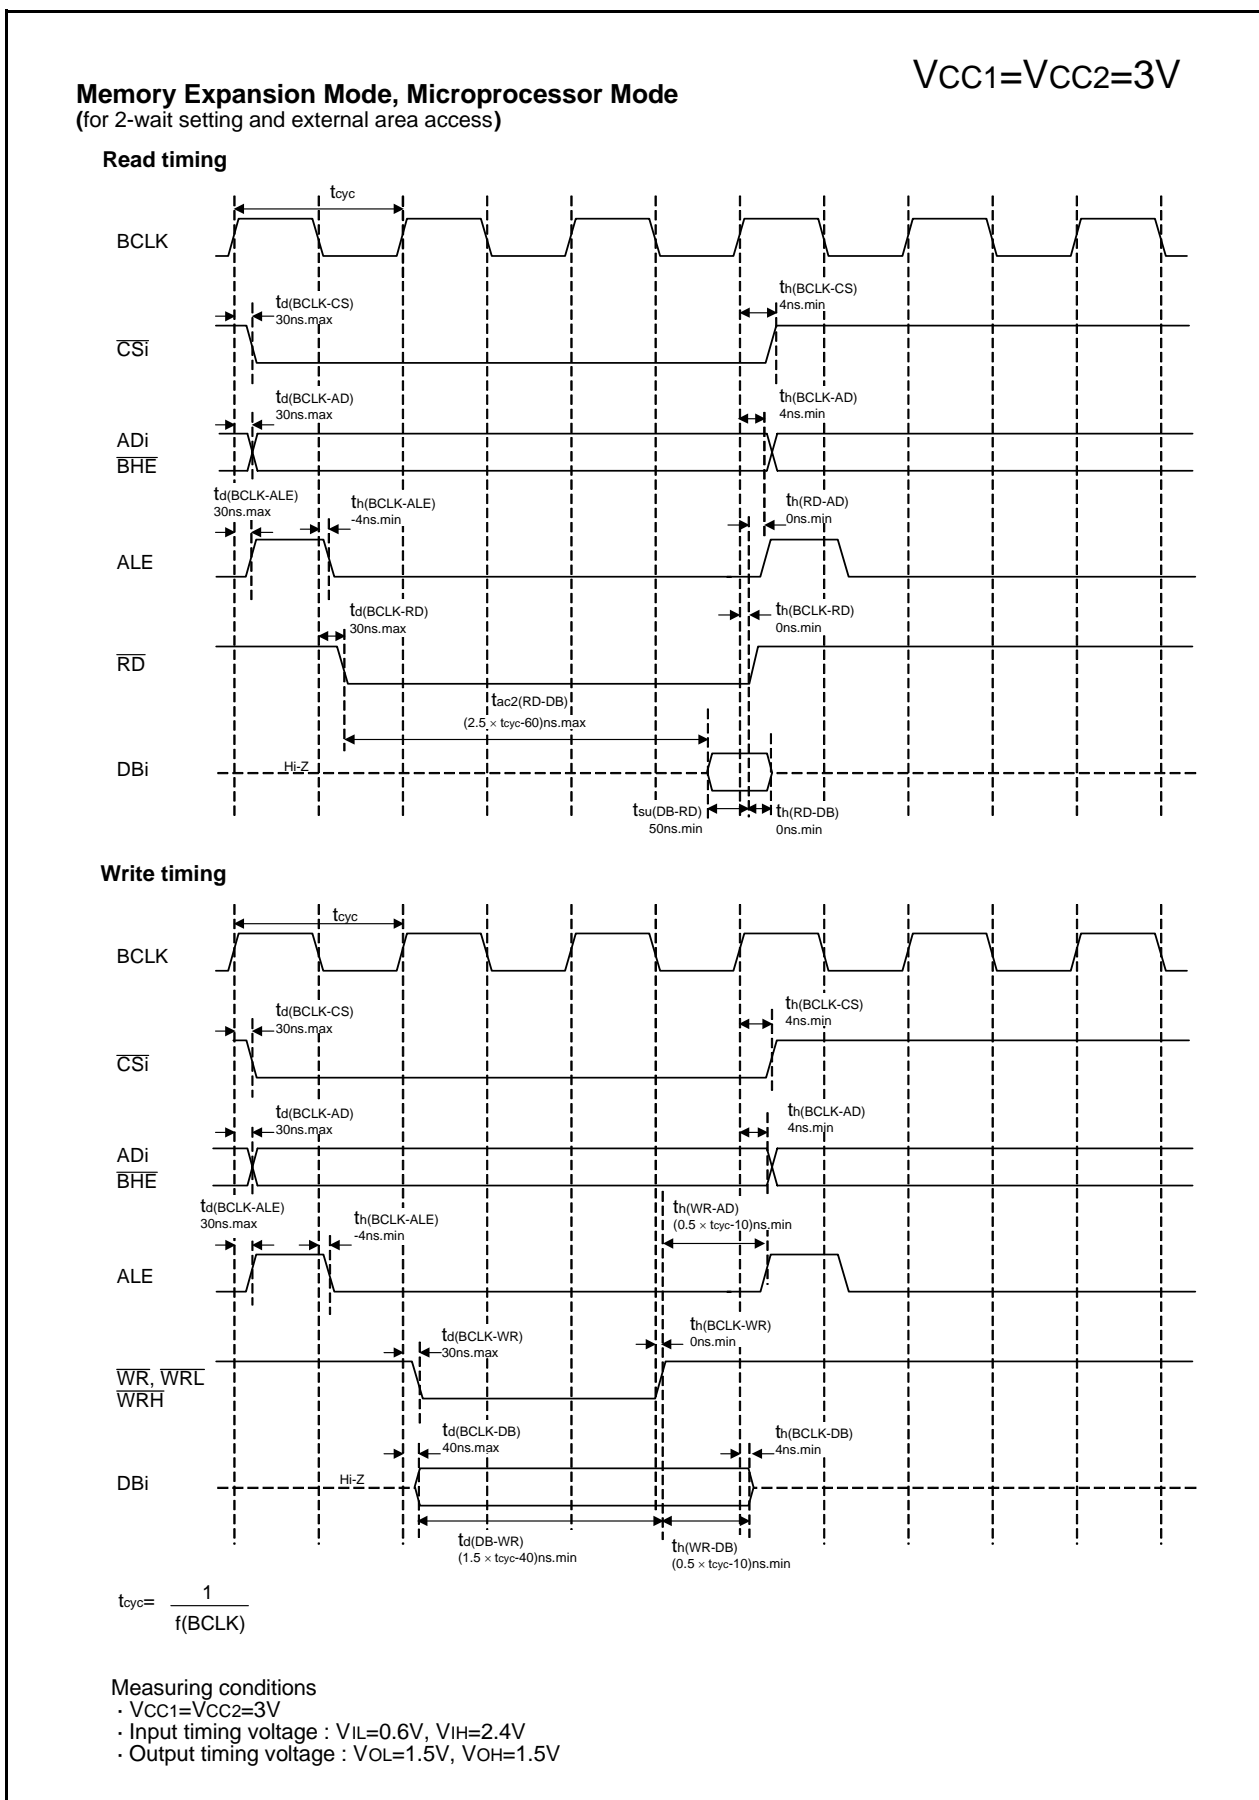 VCC1=VCC2=3V
Memory Expansion Mode, Microprocessor Mode
(for 2-wait setting and external area access)
Read timing
tcyc
BCLK
td(BCLK-CS)
30ns.max
th(BCLK-CS)
4ns.min
CSi
td(BCLK-AD)
30ns.max
th(BCLK-AD)
4ns.min
ADi
BHE
td(BCLK-ALE)
30ns.max
th(BCLK-ALE)
-4ns.min
th(RD-AD)
0ns.min
ALE
td(BCLK-RD)
30ns.max
th(BCLK-RD)
0ns.min
RD
tac2(RD-DB)
(2.5 × tcyc-60)ns.max
DBi
Hi-Z
tsu(DB-RD)
50ns.min
th(RD-DB)
0ns.min
Write timing
tcyc
BCLK
td(BCLK-CS)
30ns.max
th(BCLK-CS)
4ns.min
CSi
td(BCLK-AD)
30ns.max
th(BCLK-AD)
4ns.min
ADi
BHE
td(BCLK-ALE)
30ns.max
th(BCLK-ALE)
-4ns.min
th(WR-AD)
(0.5 × tcyc-10)ns.min
ALE
td(BCLK-WR)
30ns.max
th(BCLK-WR)
0ns.min
WR, WRL
WRH
td(BCLK-DB)
40ns.max
th(BCLK-DB)
4ns.min
DBi
Hi-Z
td(DB-WR)
(1.5 × tcyc-40)ns.min
th(WR-DB)
(0.5 × tcyc-10)ns.min
tcyc= 1
f(BCLK)
Measuring conditions
· VCC1=VCC2=3V
· Input timing voltage : VIL=0.6V, VIH=2.4V
· Output timing voltage : VOL=1.5V, VOH=1.5V